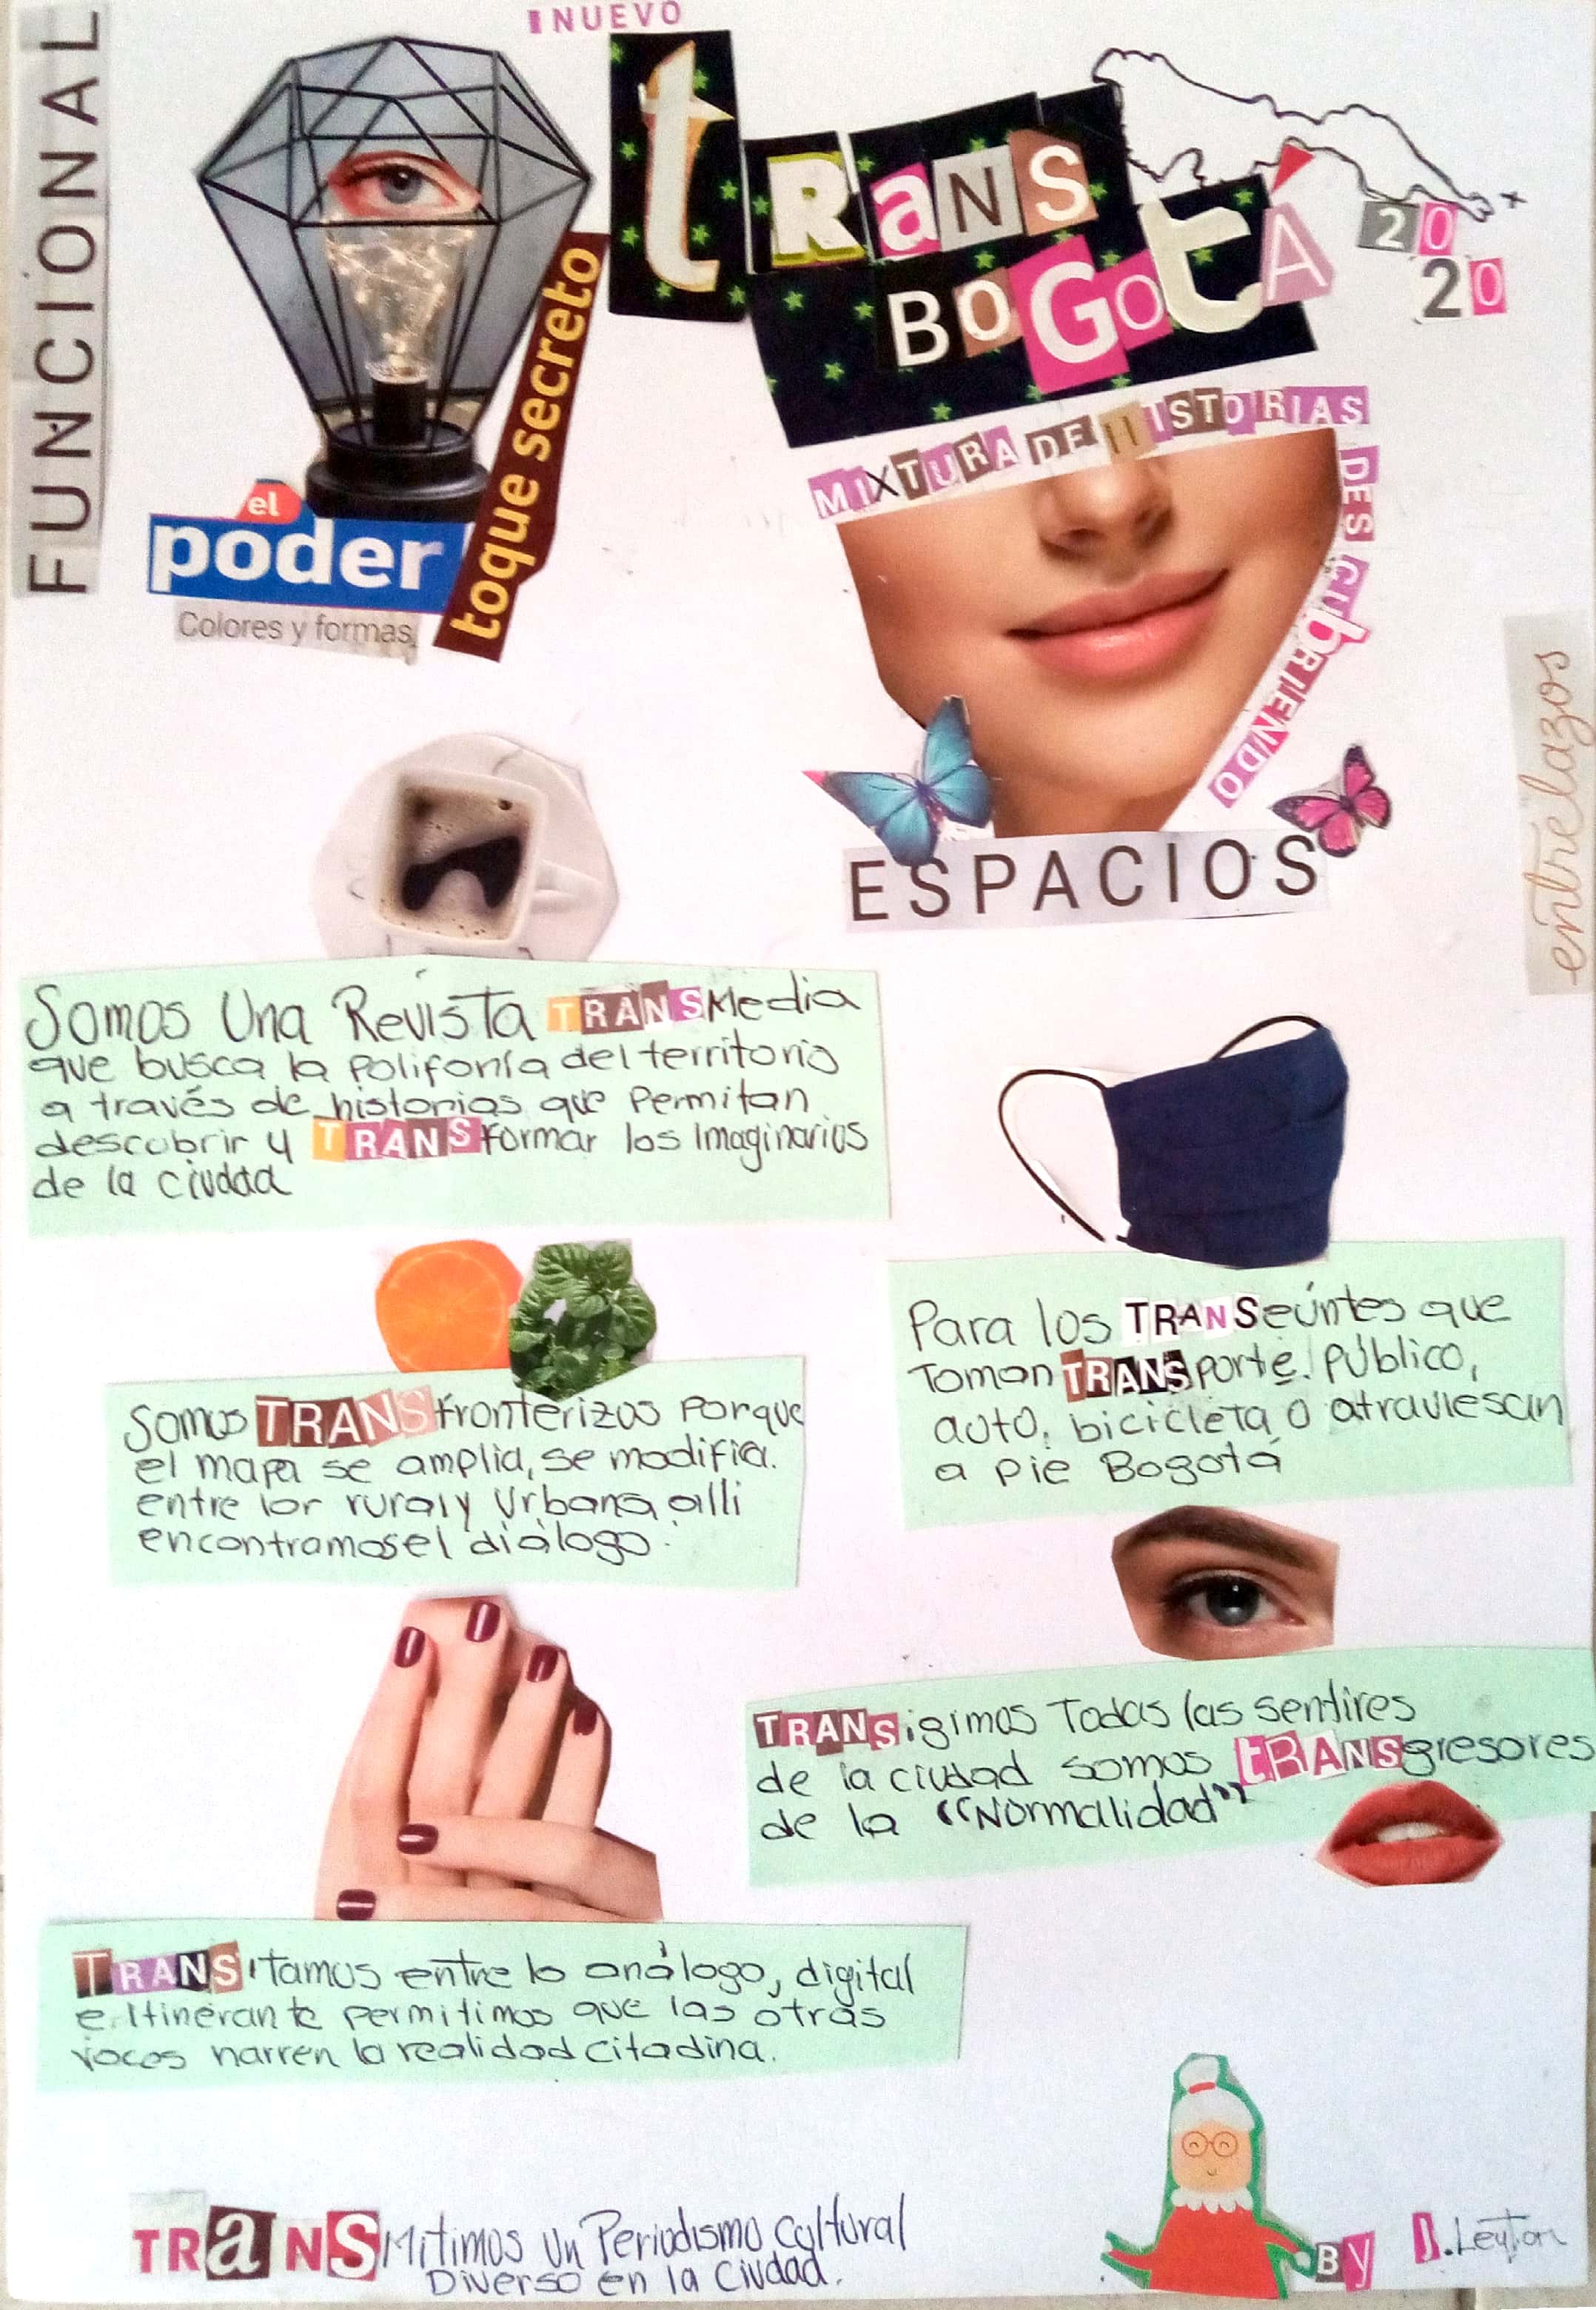 FUNCIONAL
NUEVO
tRaNS
BOGotÁ
20
20
MIXTURA DE HISTORIAS
DESCUbRIENDO
ESPACIOS
el
poder
Colores y formas
toque secreto
entrelazos
Somos Una Revista TRANSMedia
que busca la Polifonía del territorio
a través de historias que Permitan
descubrir y TRANSformar los Imaginarios
de la ciudad
Para los TRANSeúntes que
Toman TRANSporte Público,
auto, bicicleta o atraviesan
a pie Bogotá
Somos TRANSfronterizos Porque
el mapa se amplia, se modifica.
entre lor rural y Urbano, alli
encontramos el diálogo.
TRANSigimos Todas las sentires
de la ciudad somos tRANSgresores
de la "Normalidad"
TRANSitamos entre lo análogo, digital
e Itinerante permitimos que las otras
voces narren la realidad citadina.
TRaNSMitimos Un Periodismo Cultural
Diverso en la Ciudad.
By J.Leyton